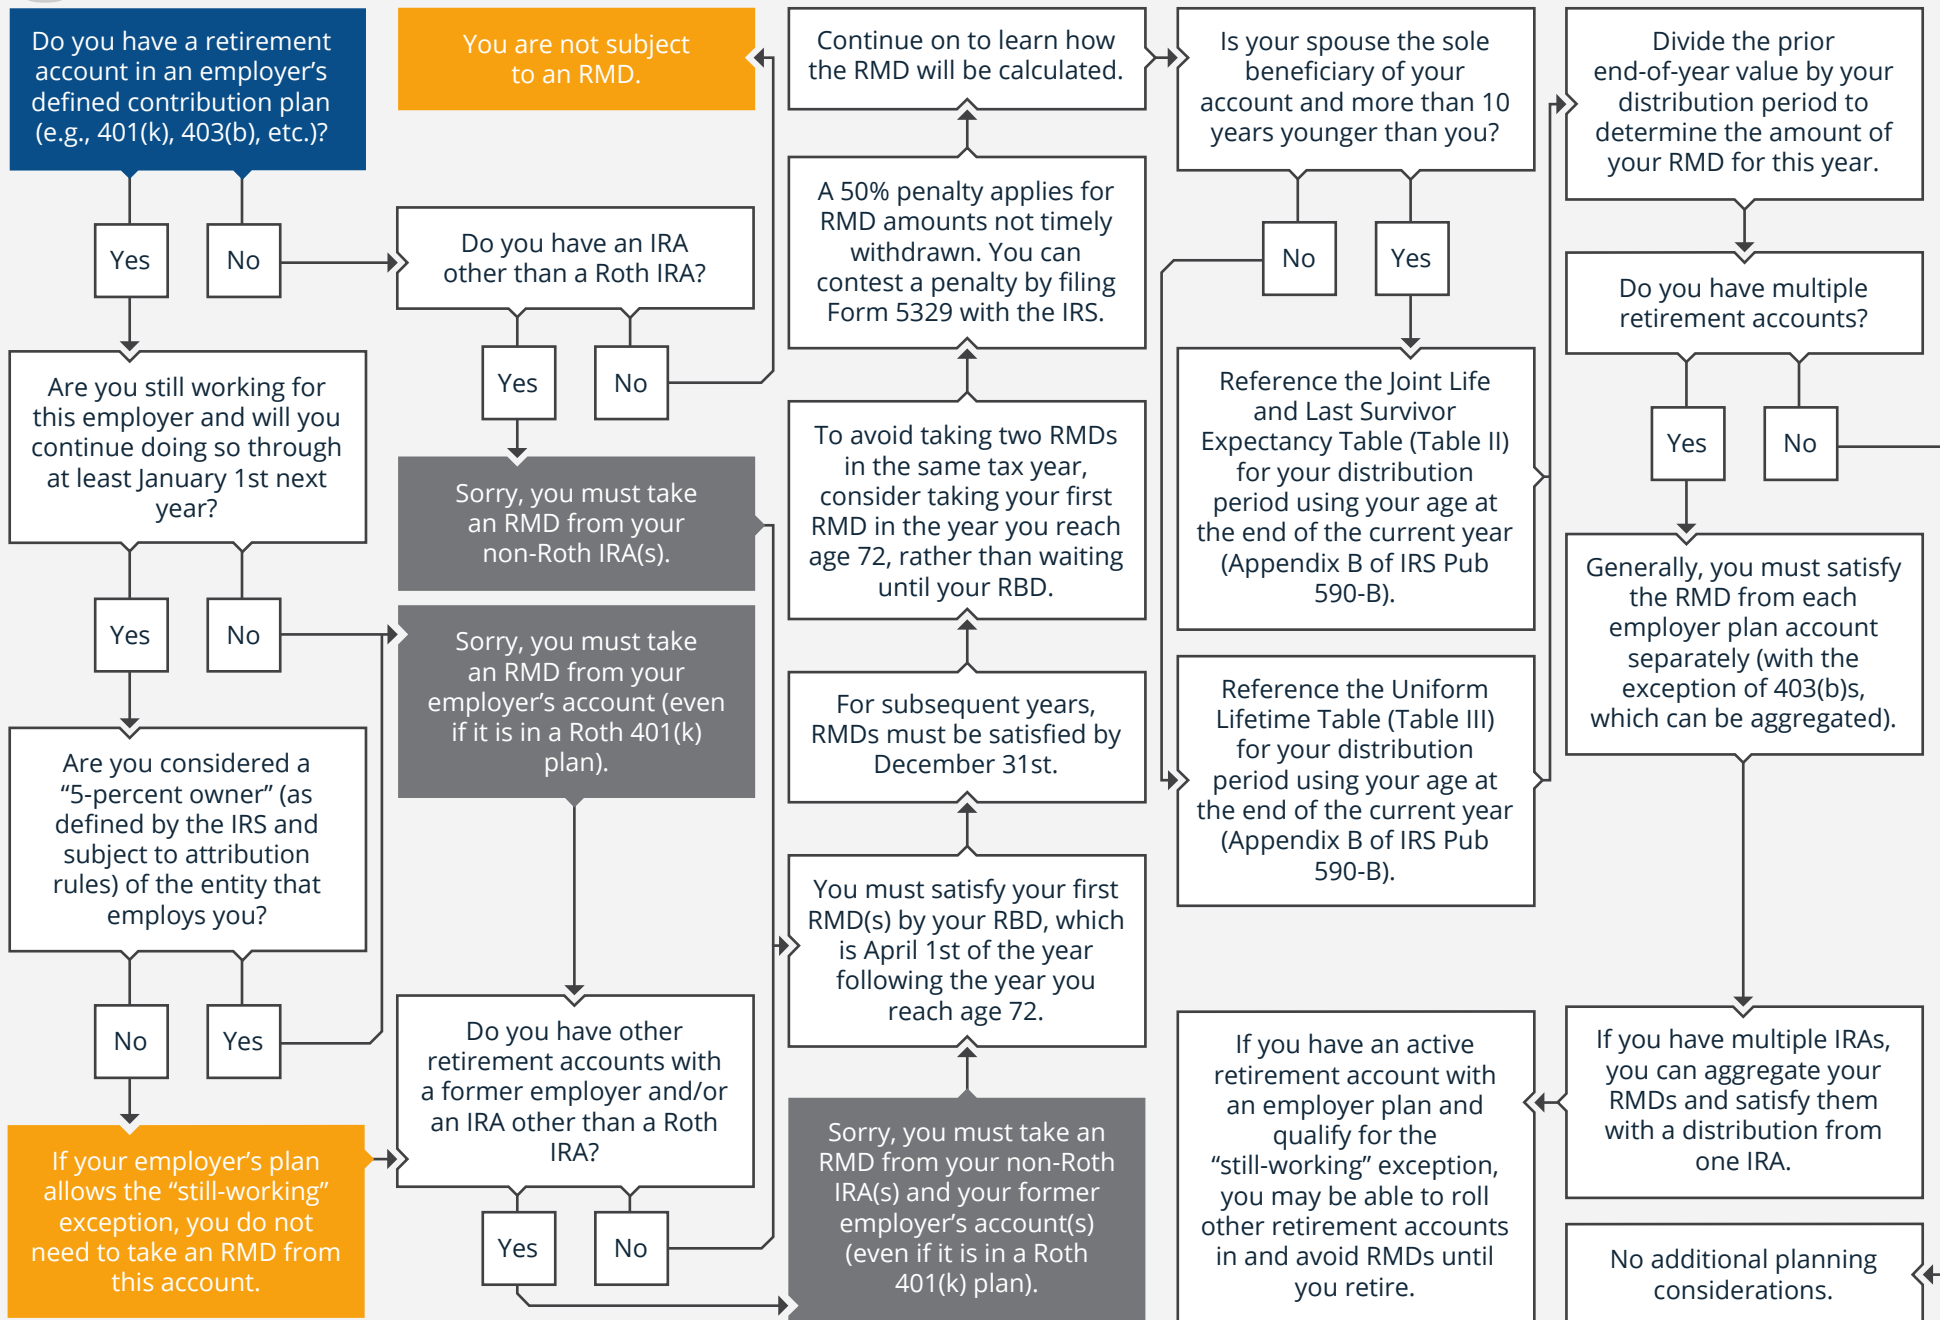 Do you have a retirement
account in an employer's
defined contribution plan
(e.g., 401(k), 403(b), etc.)?
Yes
No
Are you still working for
this employer and will you
continue doing so through
at least January 1st next
year?
Yes
No
Are you considered a
“5-percent owner” (as
defined by the IRS and
subject to attribution
rules) of the entity that
employs you?
No
Yes
If your employer's plan
allows the “still-working”
exception, you do not
need to take an RMD from
this account.
You are not subject
to an RMD.
Do you have an IRA
other than a Roth IRA?
Yes
No
Sorry, you must take
an RMD from your
non-Roth IRA(s).
Sorry, you must take
an RMD from your
employer's account (even
if it is in a Roth 401(k)
plan).
Do you have other
retirement accounts with
a former employer and/or
an IRA other than a Roth
IRA?
Yes
No
Continue on to learn how
the RMD will be calculated.
A 50% penalty applies for
RMD amounts not timely
withdrawn. You can
contest a penalty by filing
Form 5329 with the IRS.
To avoid taking two RMDs
in the same tax year,
consider taking your first
RMD in the year you reach
age 72, rather than waiting
until your RBD.
For subsequent years,
RMDs must be satisfied by
December 31st.
You must satisfy your first
RMD(s) by your RBD, which
is April 1st of the year
following the year you
reach age 72.
Sorry, you must take an
RMD from your non-Roth
IRA(s) and your former
employer's account(s)
(even if it is in a Roth
401(k) plan).
Is your spouse the sole
beneficiary of your
account and more than 10
years younger than you?
No
Yes
Reference the Joint Life
and Last Survivor
Expectancy Table (Table II)
for your distribution
period using your age at
the end of the current year
(Appendix B of IRS Pub
590-B).
Reference the Uniform
Lifetime Table (Table III)
for your distribution
period using your age at
the end of the current year
(Appendix B of IRS Pub
590-B).
If you have an active
retirement account with
an employer plan and
qualify for the
“still-working” exception,
you may be able to roll
other retirement accounts
in and avoid RMDs until
you retire.
Divide the prior
end-of-year value by your
distribution period to
determine the amount of
your RMD for this year.
Do you have multiple
retirement accounts?
Yes
No
Generally, you must satisfy
the RMD from each
employer plan account
separately (with the
exception of 403(b)s,
which can be aggregated).
If you have multiple IRAs,
you can aggregate your
RMDs and satisfy them
with a distribution from
one IRA.
No additional planning
considerations.